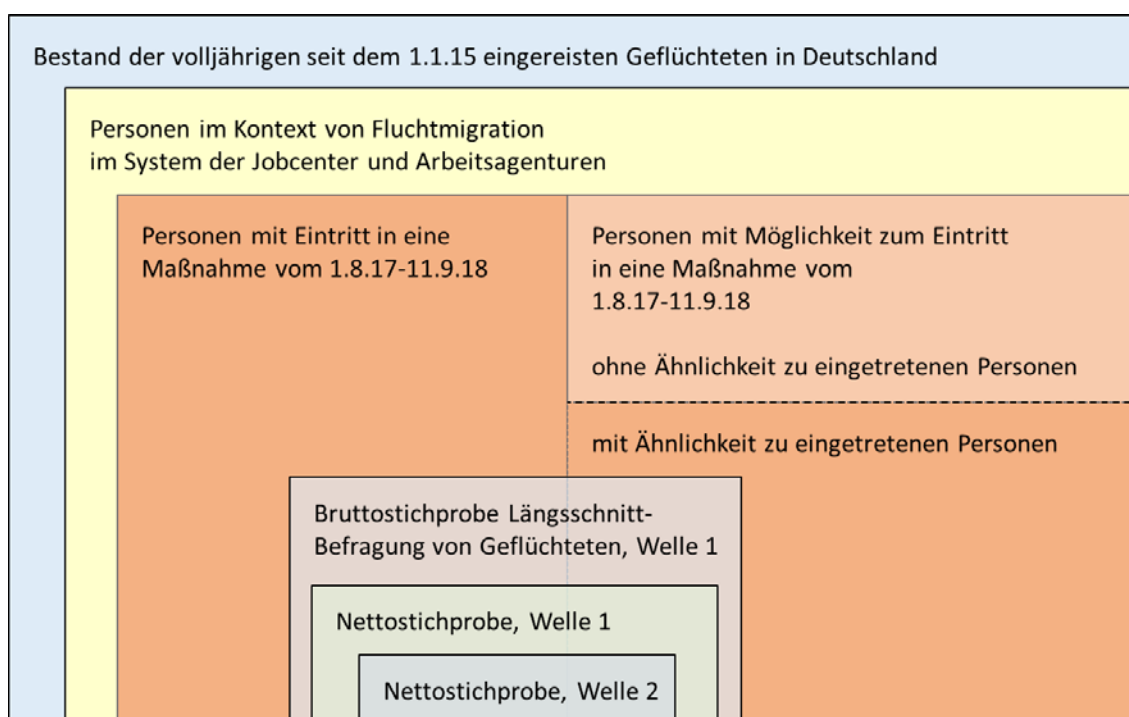 Bestand der volljährigen seit dem 1.1.15 eingereisten Geflüchteten in Deutschland
Personen im Kontext von Fluchtmigration
im System der Jobcenter und Arbeitsagenturen
Personen mit Eintritt in eine
Maßnahme vom 1.8.17-11.9.18
Personen mit Möglichkeit zum Eintritt
in eine Maßnahme vom
1.8.17-11.9.18
ohne Ähnlichkeit zu eingetretenen Personen
mit Ähnlichkeit zu eingetretenen Personen
Bruttostichprobe Längsschnitt-
Befragung von Geflüchteten, Welle 1
Nettostichprobe, Welle 1
Nettostichprobe, Welle 2